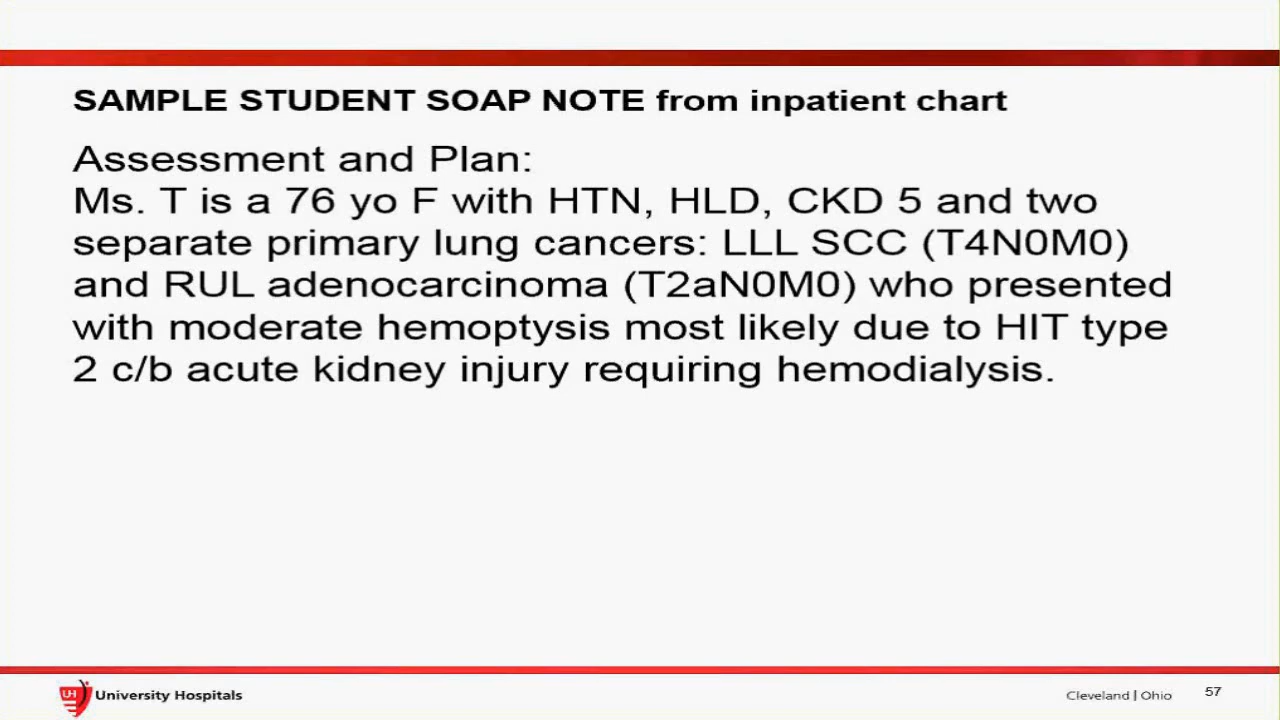 SAMPLE STUDENT SOAP NOTE from inpatient chart
Assessment and Plan:
Ms. T is a 76 yo F with HTN, HLD, CKD 5 and two
separate primary lung cancers: LLL SCC (T4N0M0)
and RUL adenocarcinoma (T2aN0M0) who presented
with moderate hemoptysis most likely due to HIT type
2 c/b acute kidney injury requiring hemodialysis.
UH University Hospitals
Cleveland | Ohio 57